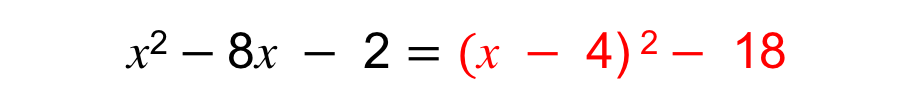 x² – 8x – 2 = (x – 4)² – 18